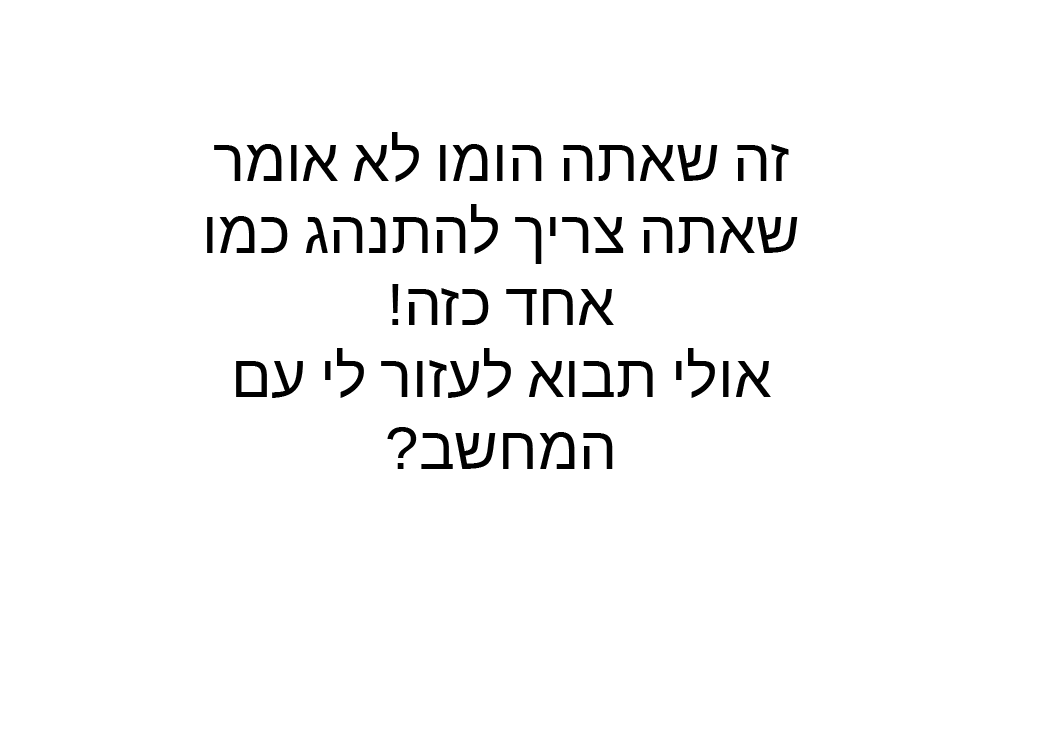 זה שאתה הומו לא אומר
שאתה צריך להתנהג כמו
אחד כזה!
אולי תבוא לעזור לי עם
המחשב?